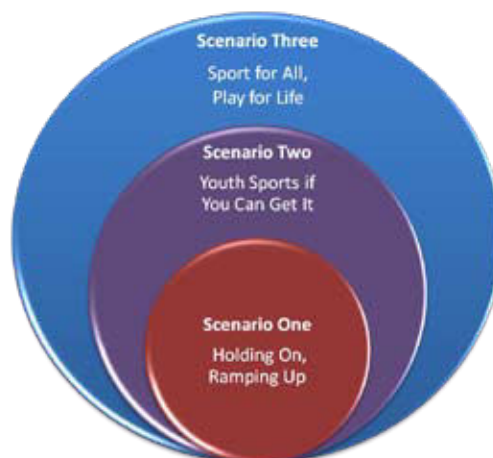 Scenario Three
Sport for All,
Play for Life
Scenario Two
Youth Sports if
You Can Get It
Scenario One
Holding On,
Ramping Up